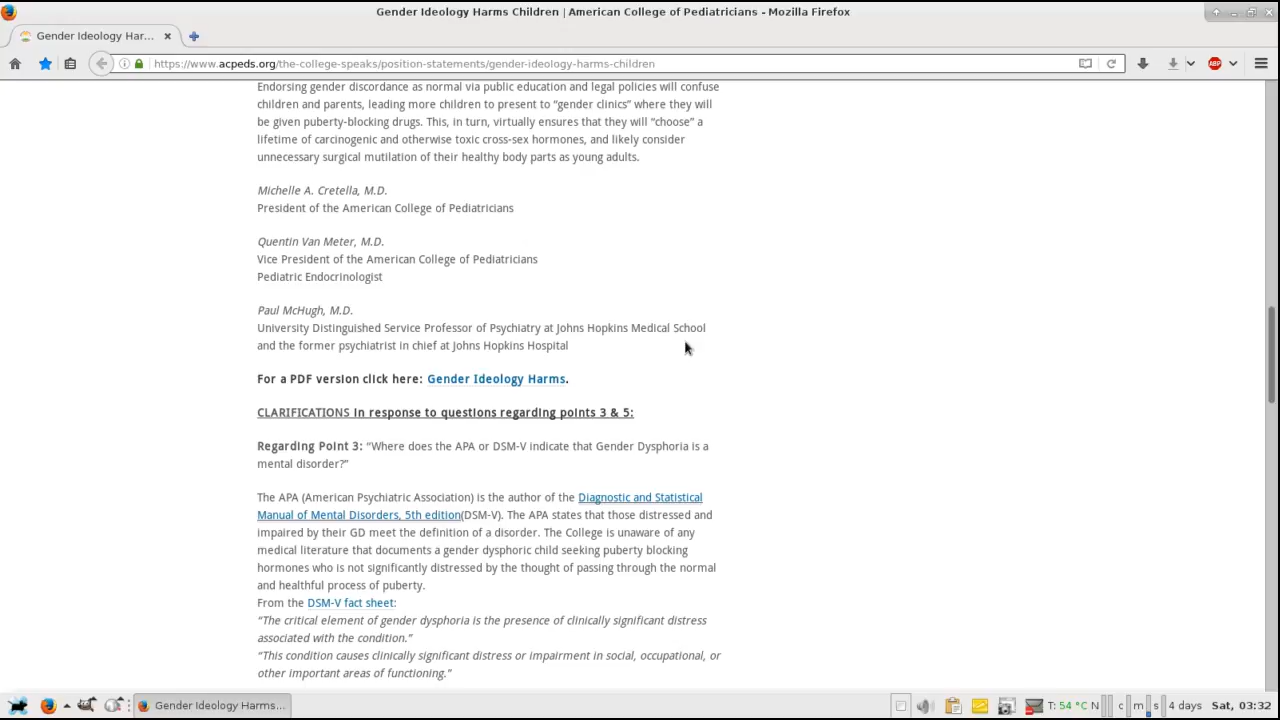 Gender Ideology Harms Children | American College of Pediatricians - Mozilla Firefox
Gender Ideology Har...
https://www.acpeds.org/the-college-speaks/position-statements/gender-ideology-harms-children
ABP
Endorsing gender discordance as normal via public education and legal policies will confuse
children and parents, leading more children to present to “gender clinics” where they will
be given puberty-blocking drugs. This, in turn, virtually ensures that they will “choose” a
lifetime of carcinogenic and otherwise toxic cross-sex hormones, and likely consider
unnecessary surgical mutilation of their healthy body parts as young adults.
Michelle A. Cretella, M.D.
President of the American College of Pediatricians
Quentin Van Meter, M.D.
Vice President of the American College of Pediatricians
Pediatric Endocrinologist
Paul McHugh, M.D.
University Distinguished Service Professor of Psychiatry at Johns Hopkins Medical School
and the former psychiatrist in chief at Johns Hopkins Hospital
For a PDF version click here: Gender Ideology Harms.
CLARIFICATIONS in response to questions regarding points 3 & 5:
Regarding Point 3: “Where does the APA or DSM-V indicate that Gender Dysphoria is a
mental disorder?”
The APA (American Psychiatric Association) is the author of the Diagnostic and Statistical
Manual of Mental Disorders, 5th edition(DSM-V). The APA states that those distressed and
impaired by their GD meet the definition of a disorder. The College is unaware of any
medical literature that documents a gender dysphoric child seeking puberty blocking
hormones who is not significantly distressed by the thought of passing through the normal
and healthful process of puberty.
From the DSM-V fact sheet:
“The critical element of gender dysphoria is the presence of clinically significant distress
associated with the condition.”
“This condition causes clinically significant distress or impairment in social, occupational, or
other important areas of functioning.”
Gender Ideology Harms... T: 54 °C N c m s 4 days Sat, 03:32